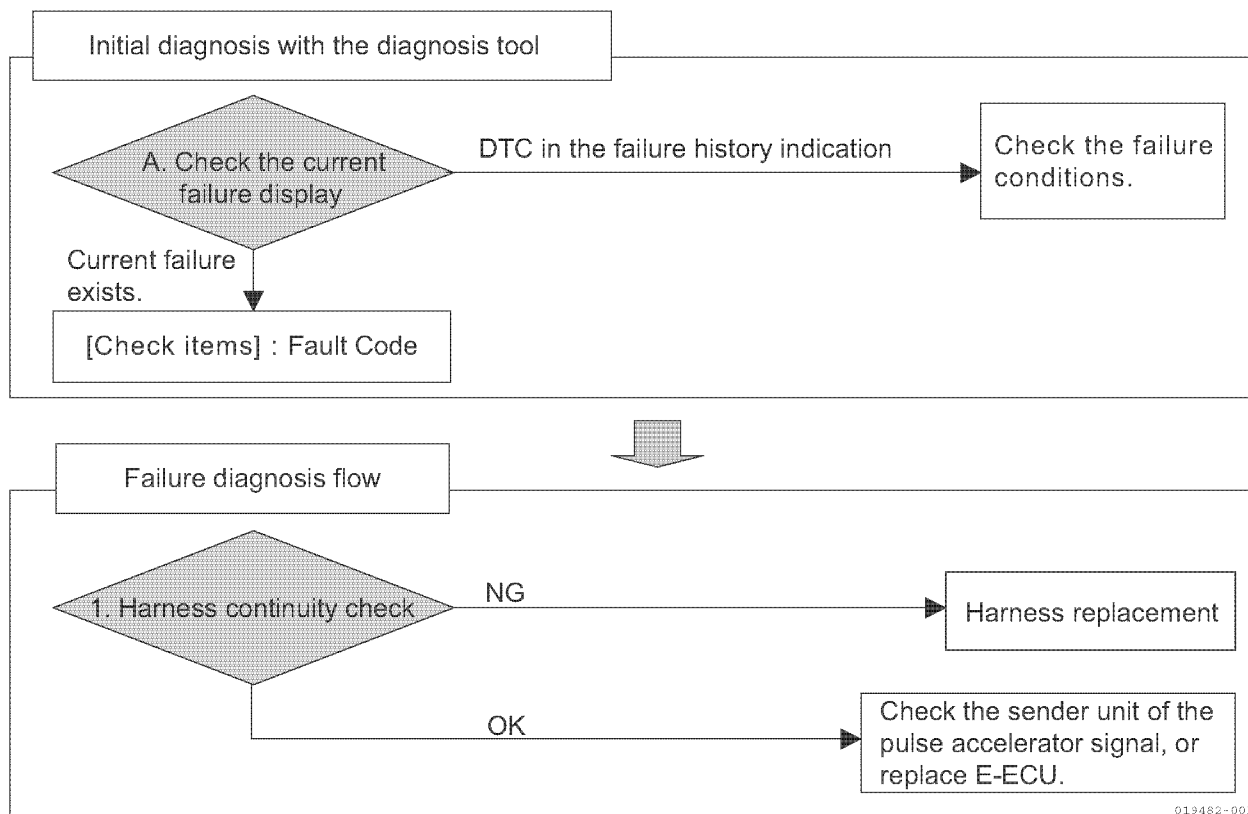 Initial diagnosis with the diagnosis tool
A. Check the current
failure display
DTC in the failure history indication
Check the failure
conditions.
Current failure
exists.
[Check items] : Fault Code
Failure diagnosis flow
1. Harness continuity check
NG
Harness replacement
OK
Check the sender unit of the
pulse accelerator signal, or
replace E-ECU.